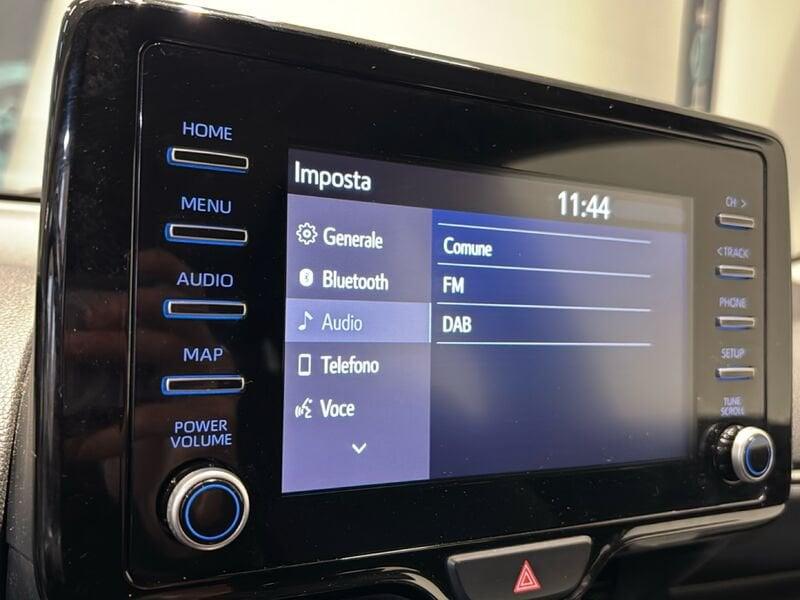 HOME
MENU
AUDIO
MAP
POWER
VOLUME
Imposta
11:44
Generale
Bluetooth
Audio
Telefono
Voce
Comune
FM
DAB
CH >
< TRACK
PHONE
SETUP
TUNE
SCROLL